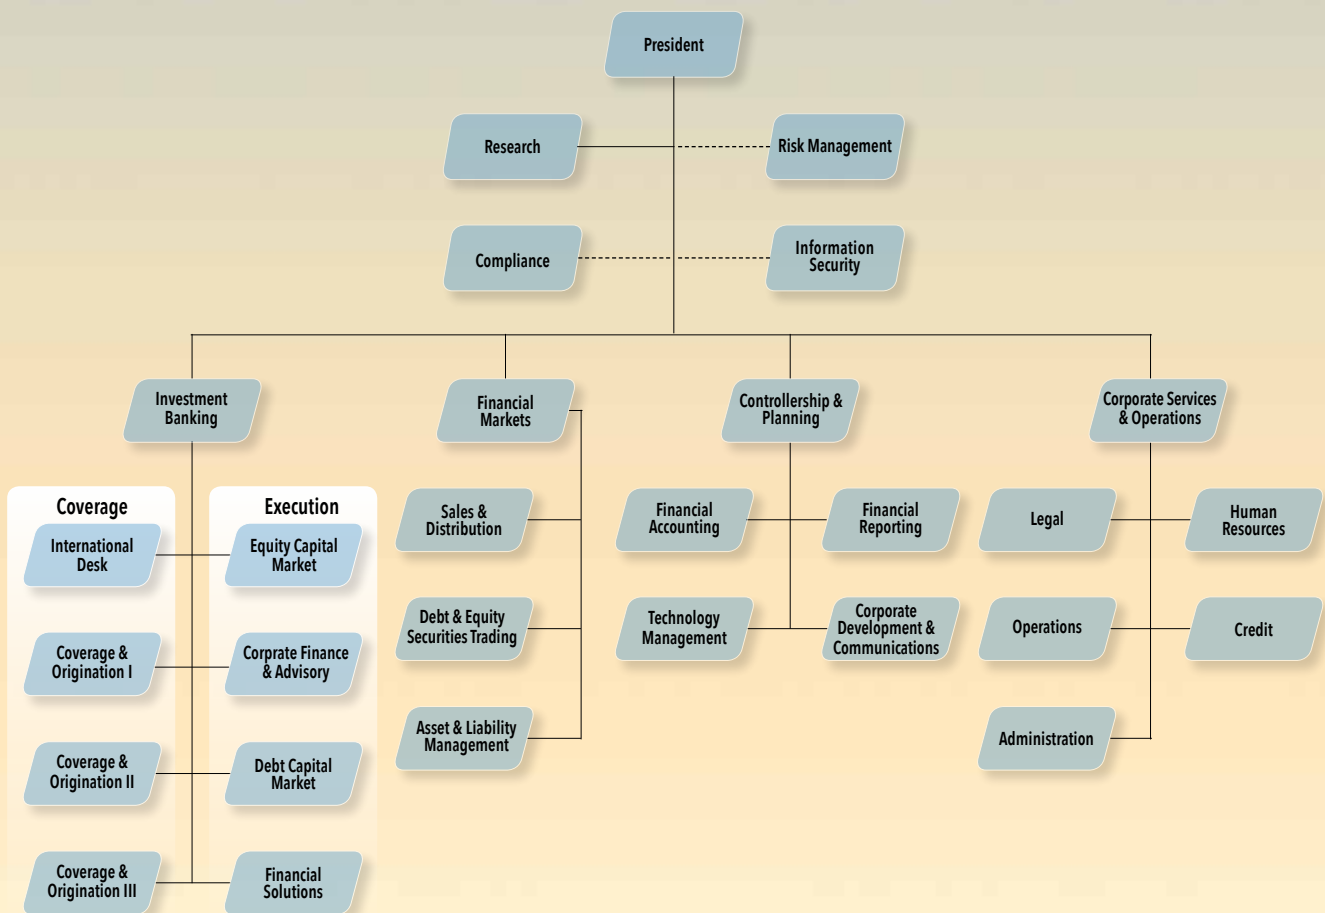 President
Research
Risk Management
Compliance
Information
Security
Investment
Banking
Financial
Markets
Controllership &
Planning
Corporate Services
& Operations
Coverage
Execution
International
Desk
Equity Capital
Market
Coverage &
Origination I
Corprate Finance
& Advisory
Coverage &
Origination II
Debt Capital
Market
Coverage &
Origination III
Financial
Solutions
Sales &
Distribution
Debt & Equity
Securities Trading
Asset & Liability
Management
Financial
Accounting
Financial
Reporting
Technology
Management
Corporate
Development &
Communications
Legal
Human
Resources
Operations
Credit
Administration